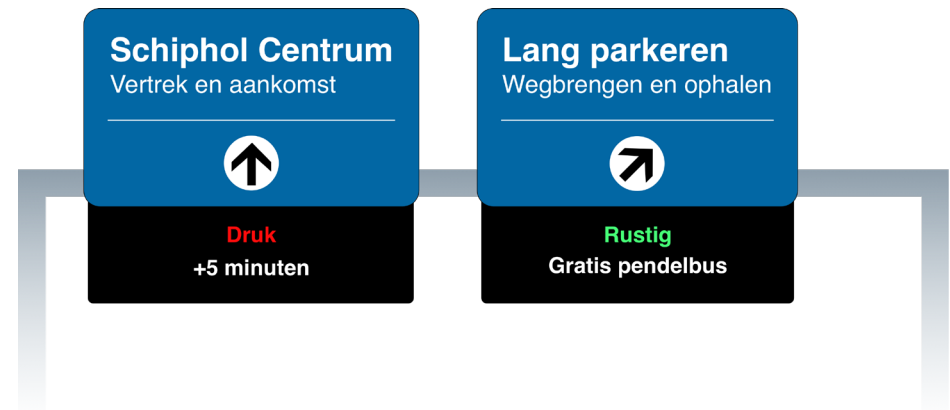 Schiphol Centrum
Vertrek en aankomst
Druk
+5 minuten
Lang parkeren
Wegbrengen en ophalen
Rustig
Gratis pendelbus